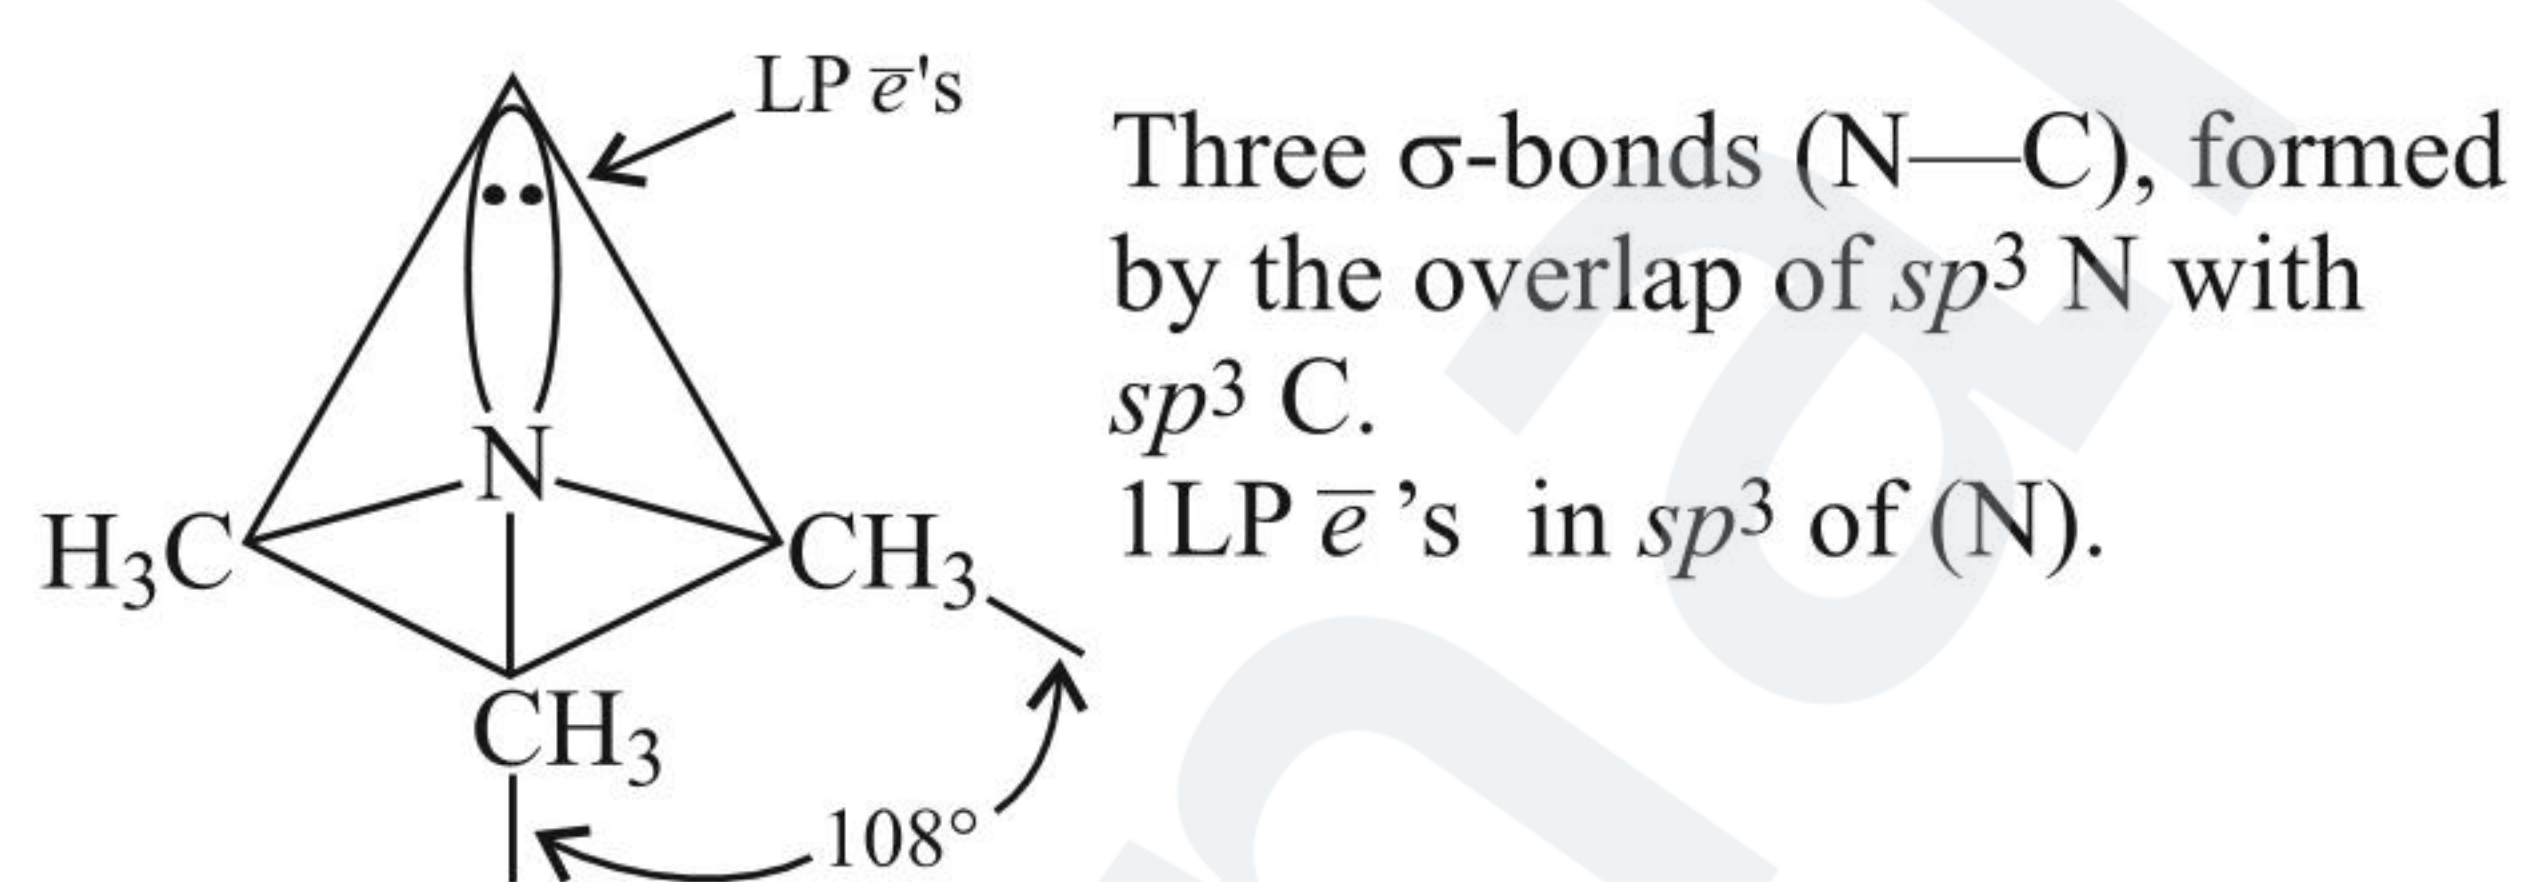 LP e̅'s
Three σ-bonds (N—C), formed
by the overlap of sp³ N with
sp³ C.
1LP e̅ ’s in sp³ of (N).
N
H₃C
CH₃
CH₃
108°